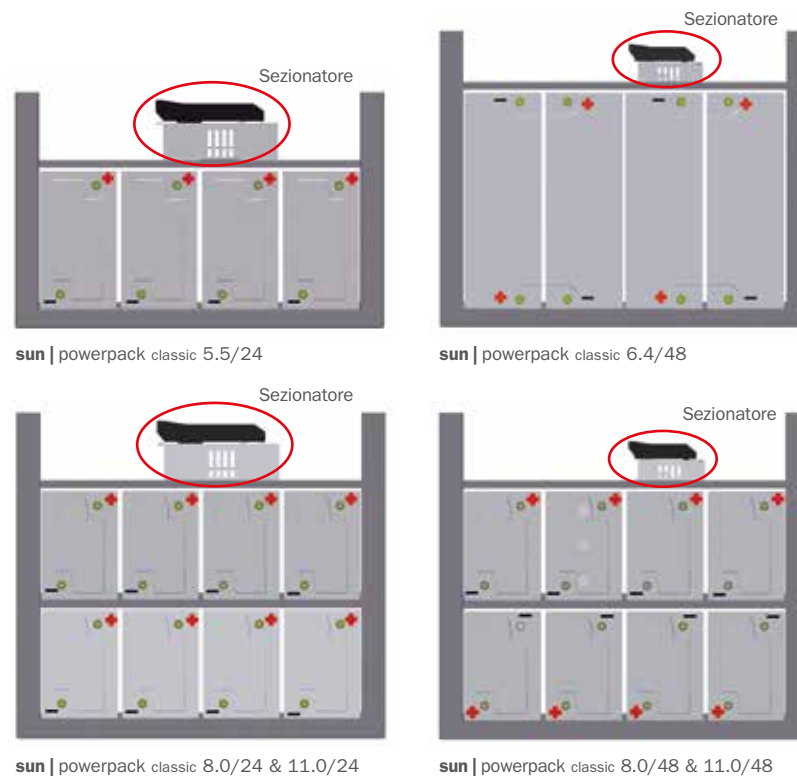 Sezionatore
sun | powerpack classic 5.5/24
Sezionatore
sun | powerpack classic 6.4/48
Sezionatore
sun | powerpack classic 8.0/24 & 11.0/24
Sezionatore
sun | powerpack classic 8.0/48 & 11.0/48